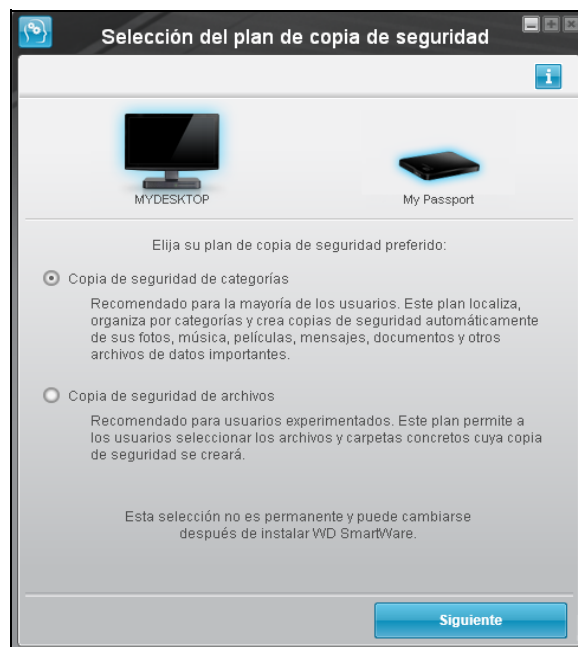 Selección del plan de copia de seguridad
i
MYDESKTOP
My Passport
Elija su plan de copia de seguridad preferido:
Copia de seguridad de categorías
Recomendado para la mayoría de los usuarios. Este plan localiza,
organiza por categorías y crea copias de seguridad automáticamente
de sus fotos, música, películas, mensajes, documentos y otros
archivos de datos importantes.
Copia de seguridad de archivos
Recomendado para usuarios experimentados. Este plan permite a
los usuarios seleccionar los archivos y carpetas concretos cuya copia
de seguridad se creará.
Esta selección no es permanente y puede cambiarse
después de instalar WD SmartWare.
Siguiente